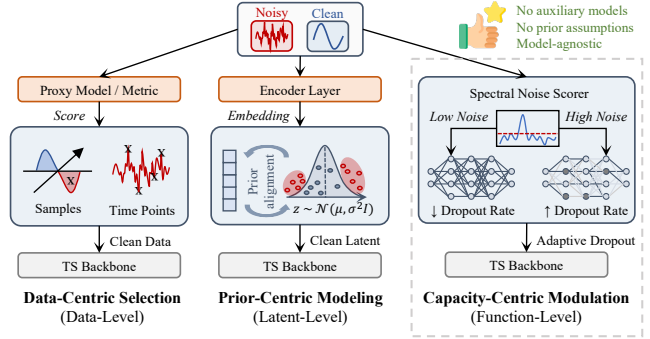 Noisy
Clean
No auxiliary models
No prior assumptions
Model-agnostic
Proxy Model / Metric
Score
Samples
X
X
X
X
X
Time Points
Clean Data
TS Backbone
Data-Centric Selection
(Data-Level)
Encoder Layer
Embedding
Prior
alignment
z ~ 𝒩(μ, σ²I)
Clean Latent
TS Backbone
Prior-Centric Modeling
(Latent-Level)
Spectral Noise Scorer
Low Noise
High Noise
↓ Dropout Rate
↑ Dropout Rate
Adaptive Dropout
TS Backbone
Capacity-Centric Modulation
(Function-Level)